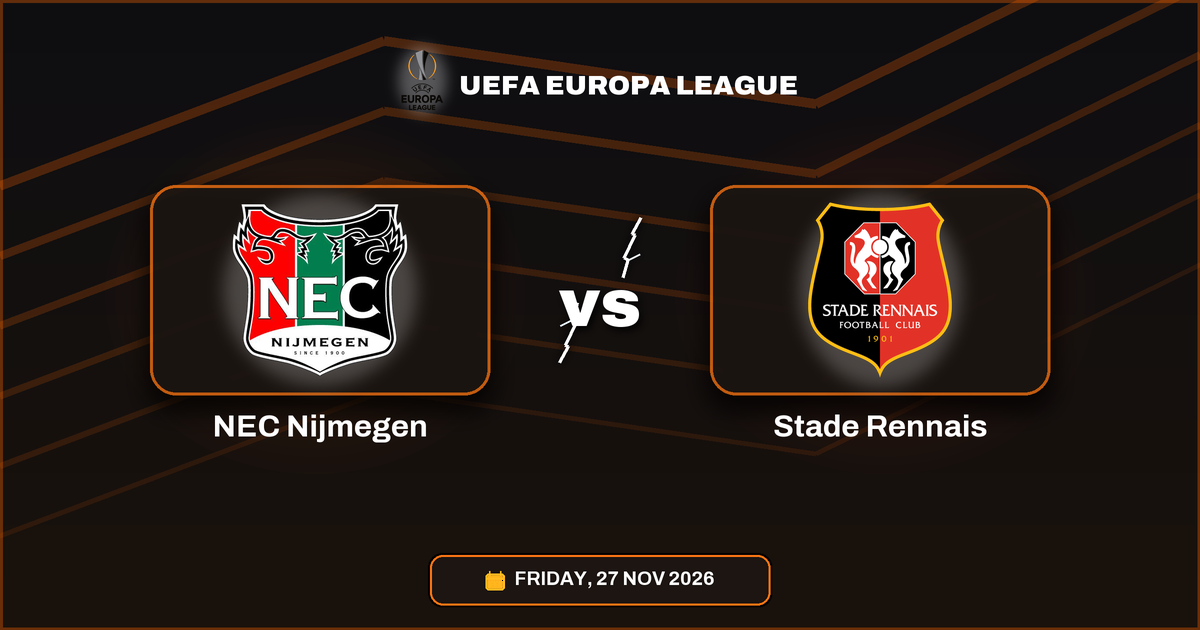 UEFA
EUROPA
LEAGUE
UEFA EUROPA LEAGUE
NEC
NIJMEGEN
SINCE 1900
VS
STADE RENNAIS
FOOTBALL CLUB
1901
NEC Nijmegen
Stade Rennais
FRIDAY, 27 NOV 2026